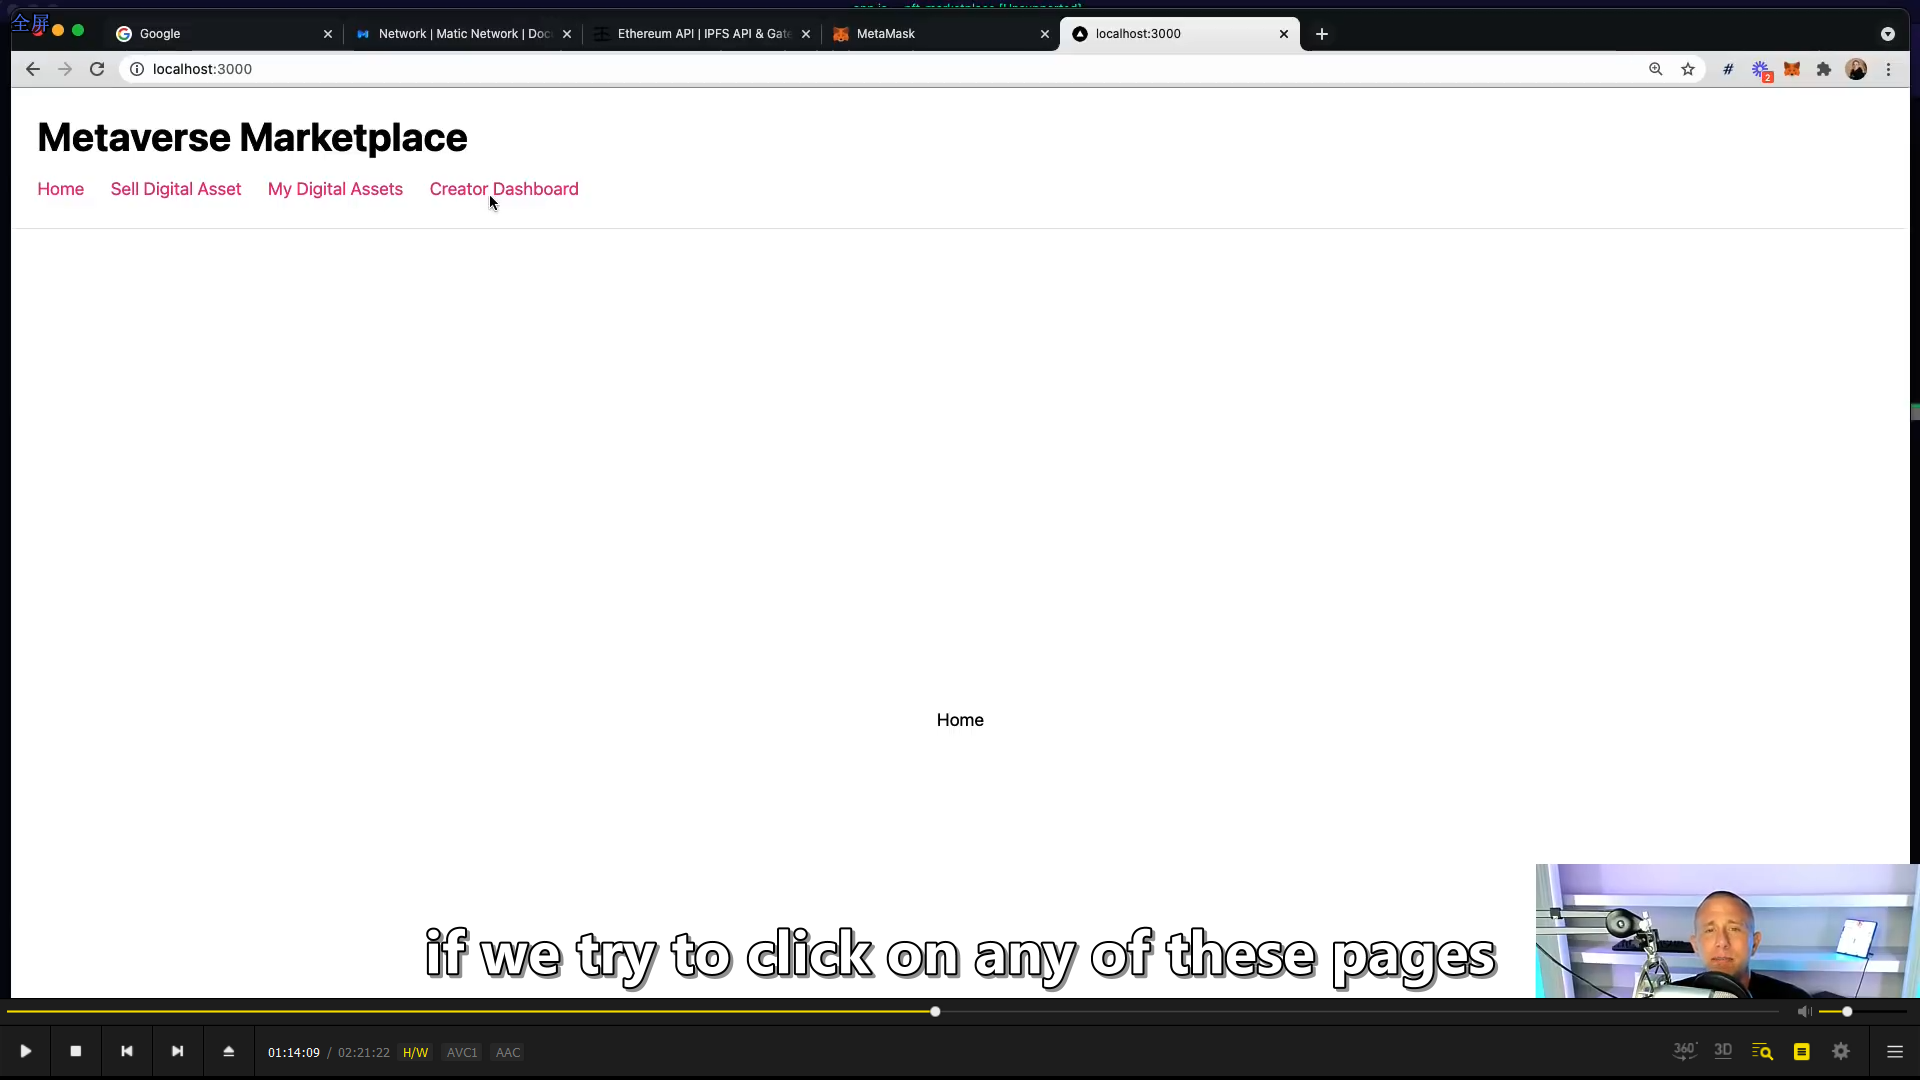 全屏
Google
Network | Matic Network | Doc
Ethereum API | IPFS API & Gate
MetaMask
localhost:3000
localhost:3000
2
Metaverse Marketplace
Home Sell Digital Asset My Digital Assets Creator Dashboard
Home
if we try to click on any of these pages
01:14:09 / 02:21:22 H/W AVC1 AAC
360° 3D